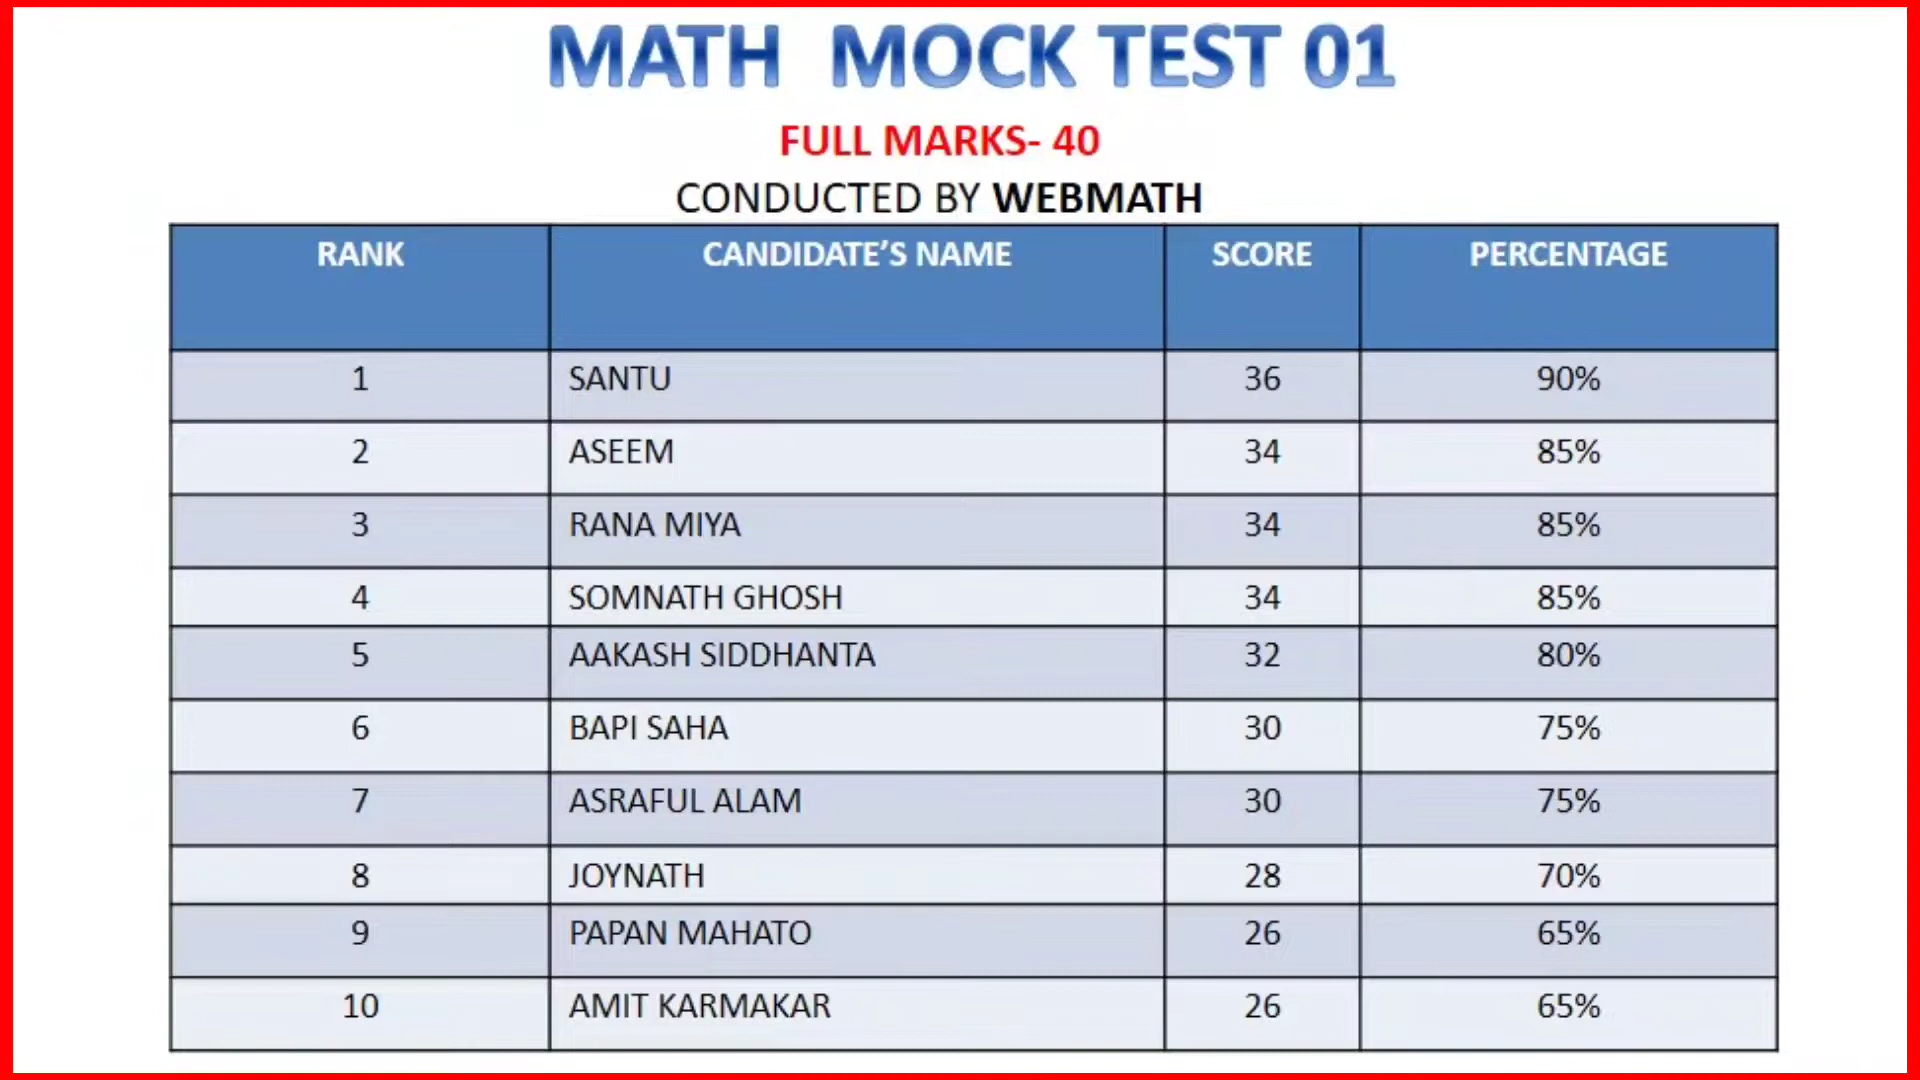 MATH MOCK TEST 01
FULL MARKS- 40
CONDUCTED BY WEBMATH
RANK CANDIDATE’S NAME SCORE PERCENTAGE
1 SANTU 36 90%
2 ASEEM 34 85%
3 RANA MIYA 34 85%
4 SOMNATH GHOSH 34 85%
5 AAKASH SIDDHANTA 32 80%
6 BAPI SAHA 30 75%
7 ASRAFUL ALAM 30 75%
8 JOYNATH 28 70%
9 PAPAN MAHATO 26 65%
10 AMIT KARMAKAR 26 65%